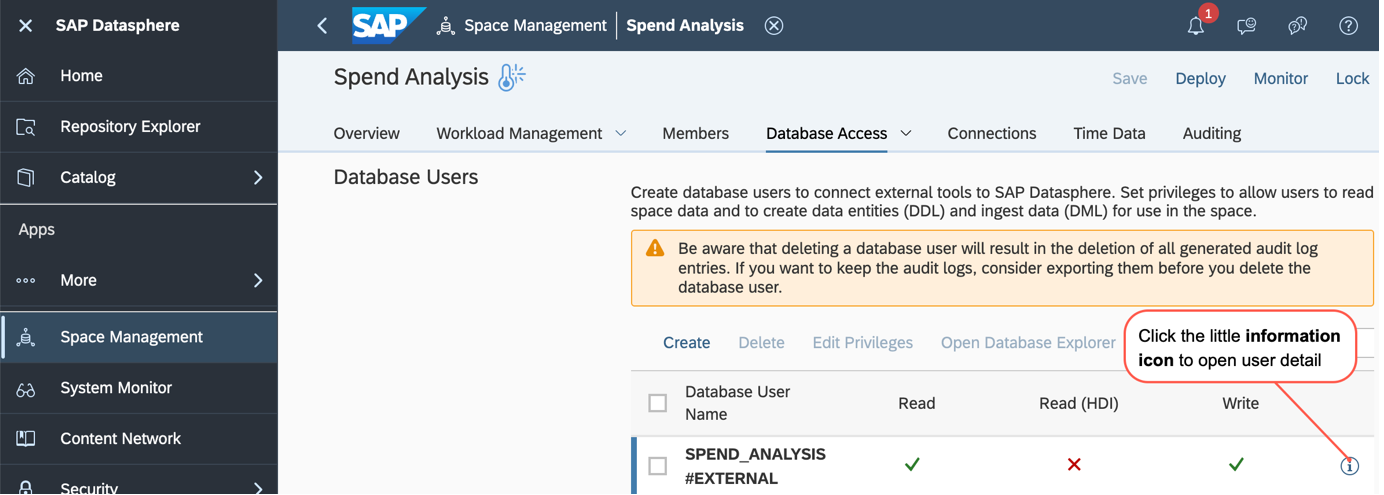 SAP Datasphere
Home
Repository Explorer
Catalog
Apps
More
Space Management
System Monitor
Content Network
Security
SAP Space Management Spend Analysis
1
Spend Analysis
Save Deploy Monitor Lock
Overview Workload Management Members Database Access Connections Time Data Auditing
Database Users
Create database users to connect external tools to SAP Datasphere. Set privileges to allow users to read
space data and to create data entities (DDL) and ingest data (DML) for use in the space.
Be aware that deleting a database user will result in the deletion of all generated audit log
entries. If you want to keep the audit logs, consider exporting them before you delete the
database user.
Create Delete Edit Privileges Open Database Explorer
Click the little information
icon to open user detail
Database User
Name
Read Read (HDI) Write
SPEND_ANALYSIS
#EXTERNAL